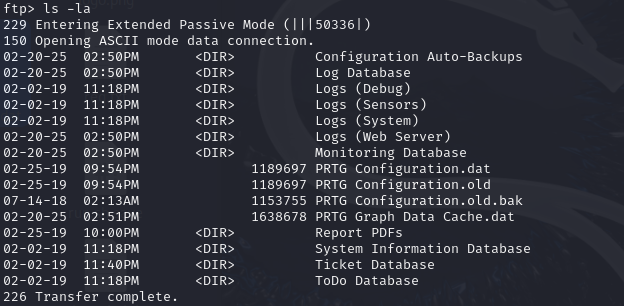 ftp> ls -la
229 Entering Extended Passive Mode (|||50336|)
150 Opening ASCII mode data connection.
02-20-25  02:50PM       <DIR>          Configuration Auto-Backups
02-20-25  02:50PM       <DIR>          Log Database
02-02-19  11:18PM       <DIR>          Logs (Debug)
02-02-19  11:18PM       <DIR>          Logs (Sensors)
02-02-19  11:18PM       <DIR>          Logs (System)
02-20-25  02:50PM       <DIR>          Logs (Web Server)
02-20-25  02:50PM       <DIR>          Monitoring Database
02-25-19  09:54PM              1189697 PRTG Configuration.dat
02-25-19  09:54PM              1189697 PRTG Configuration.old
07-14-18  02:13AM              1153755 PRTG Configuration.old.bak
02-20-25  02:51PM              1638678 PRTG Graph Data Cache.dat
02-25-19  10:00PM       <DIR>          Report PDFs
02-02-19  11:18PM       <DIR>          System Information Database
02-02-19  11:40PM       <DIR>          Ticket Database
02-02-19  11:18PM       <DIR>          ToDo Database
226 Transfer complete.